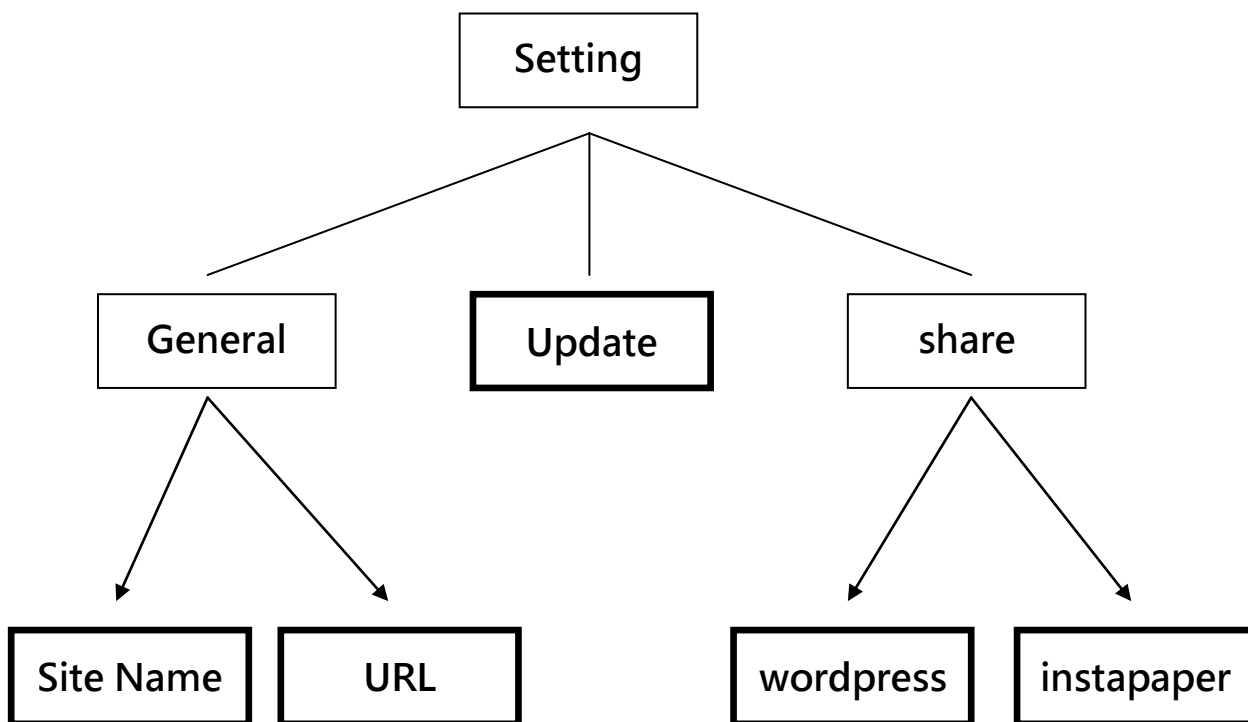 Setting
General
Update
share
Site Name
URL
wordpress
instapaper